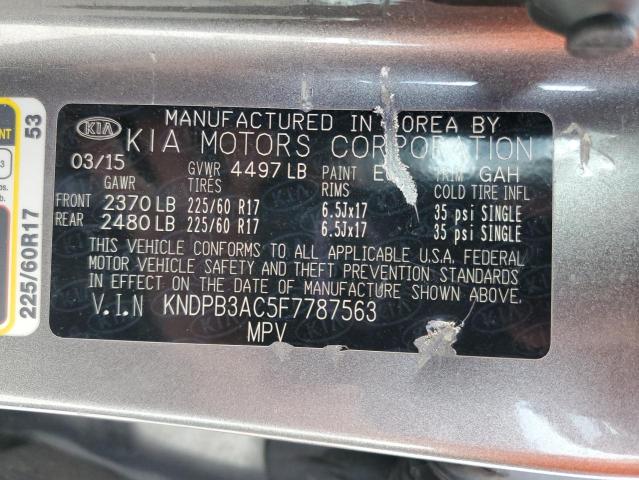 MANUFACTURED IN KOREA BY
KIA KIA MOTORS CORPORATION
03/15 GVWR 4497 LB PAINT TRIM GAH
GAWR TIRES RIMS COLD TIRE INFL
FRONT 2370 LB 225/60 R17 6.5Jx17 35 psi SINGLE
REAR 2480 LB 225/60 R17 6.5Jx17 35 psi SINGLE
THIS VEHICLE CONFORMS TO ALL APPLICABLE U.S.A. FEDERAL
MOTOR VEHICLE SAFETY AND THEFT PREVENTION STANDARDS
IN EFFECT ON THE DATE OF MANUFACTURE SHOWN ABOVE.
V.I.N KNDPB3AC5F7787563
MPV
53
225/60R17